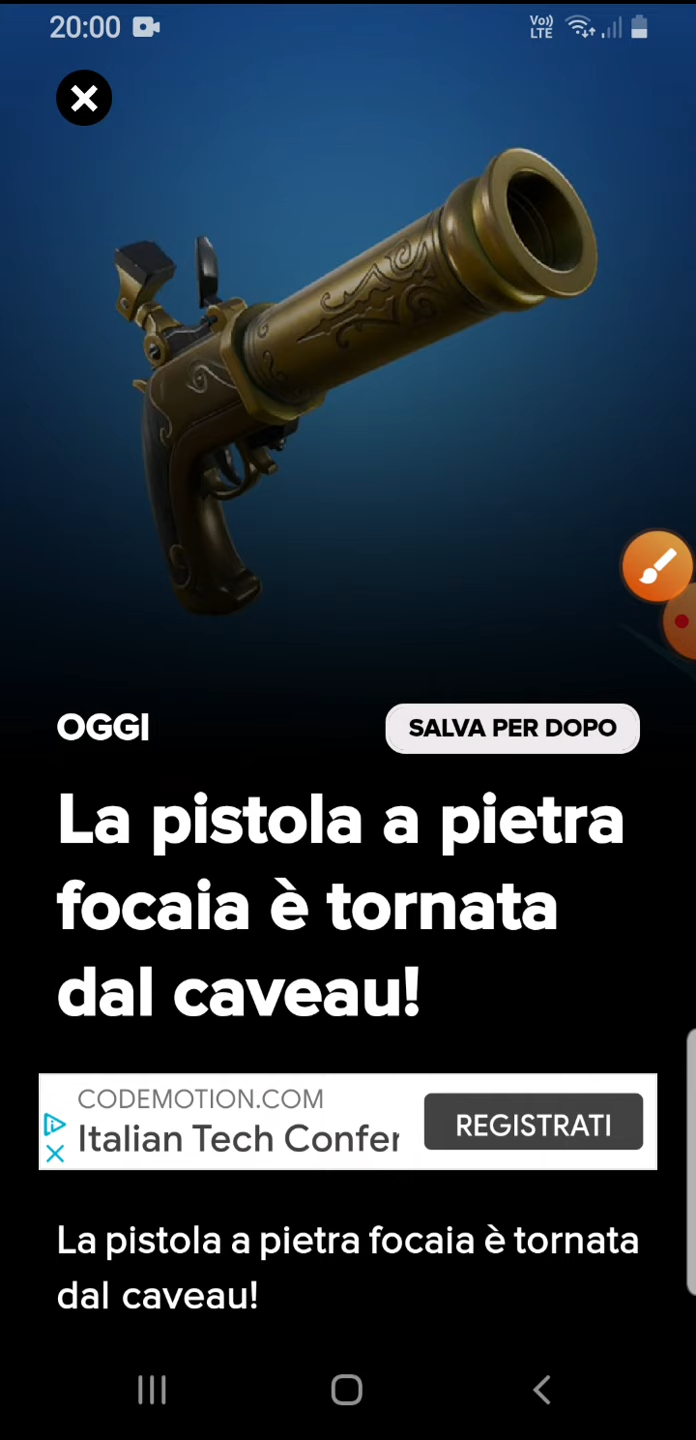 20:00
Vo))
LTE
OGGI
SALVA PER DOPO
La pistola a pietra
focaia è tornata
dal caveau!
CODEMOTION.COM
Italian Tech Confer
REGISTRATI
La pistola a pietra focaia è tornata
dal caveau!